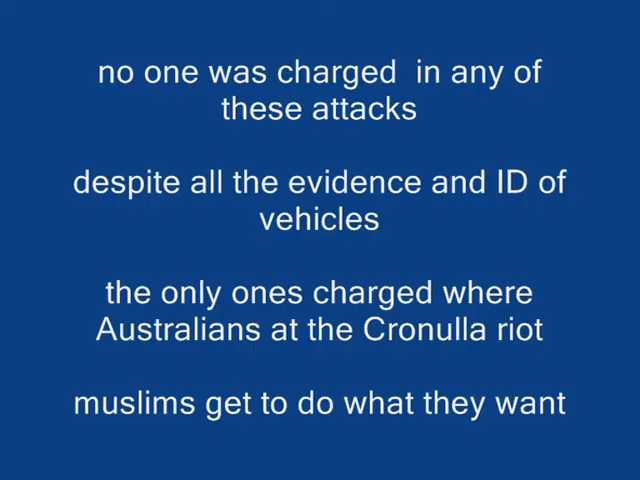 no one was charged  in any of
these attacks
despite all the evidence and ID of
vehicles
the only ones charged where
Australians at the Cronulla riot
muslims get to do what they want